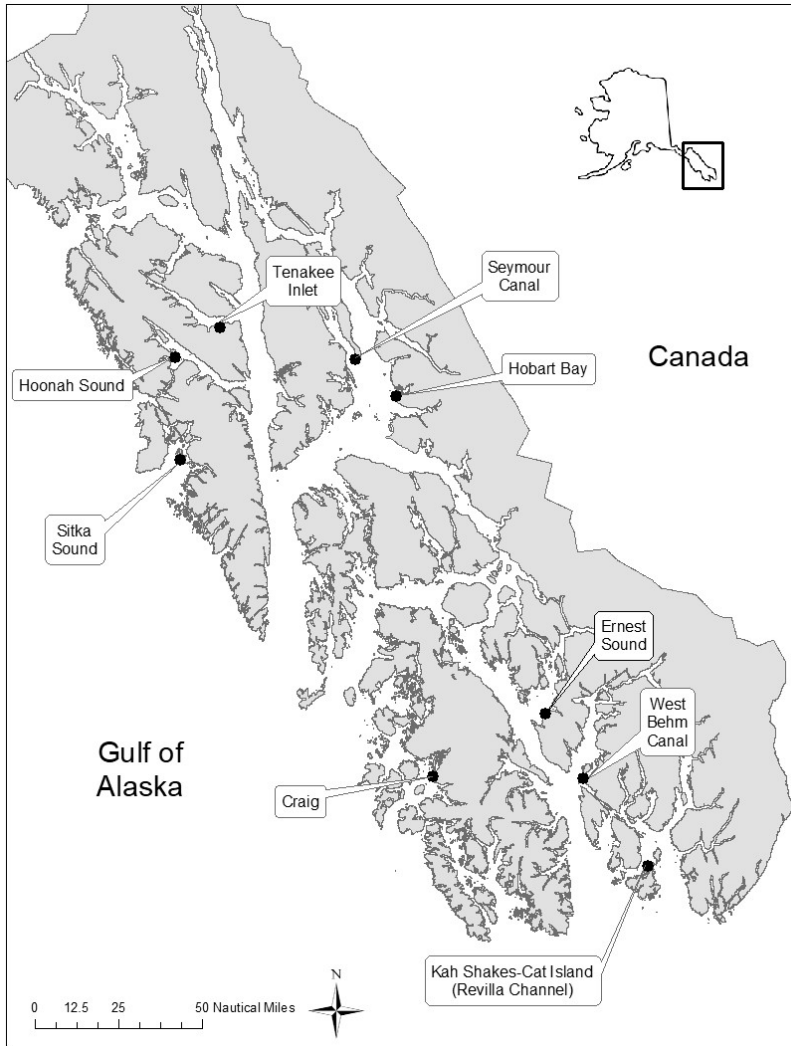 Tenakee
Inlet
Seymour
Canal
Canada
Hoonah Sound
Hobart Bay
Sitka
Sound
Ernest
Sound
West
Behm
Canal
Gulf of
Alaska
Craig
Kah Shakes-Cat Island
(Revilla Channel)
N
0 12.5 25 50 Nautical Miles